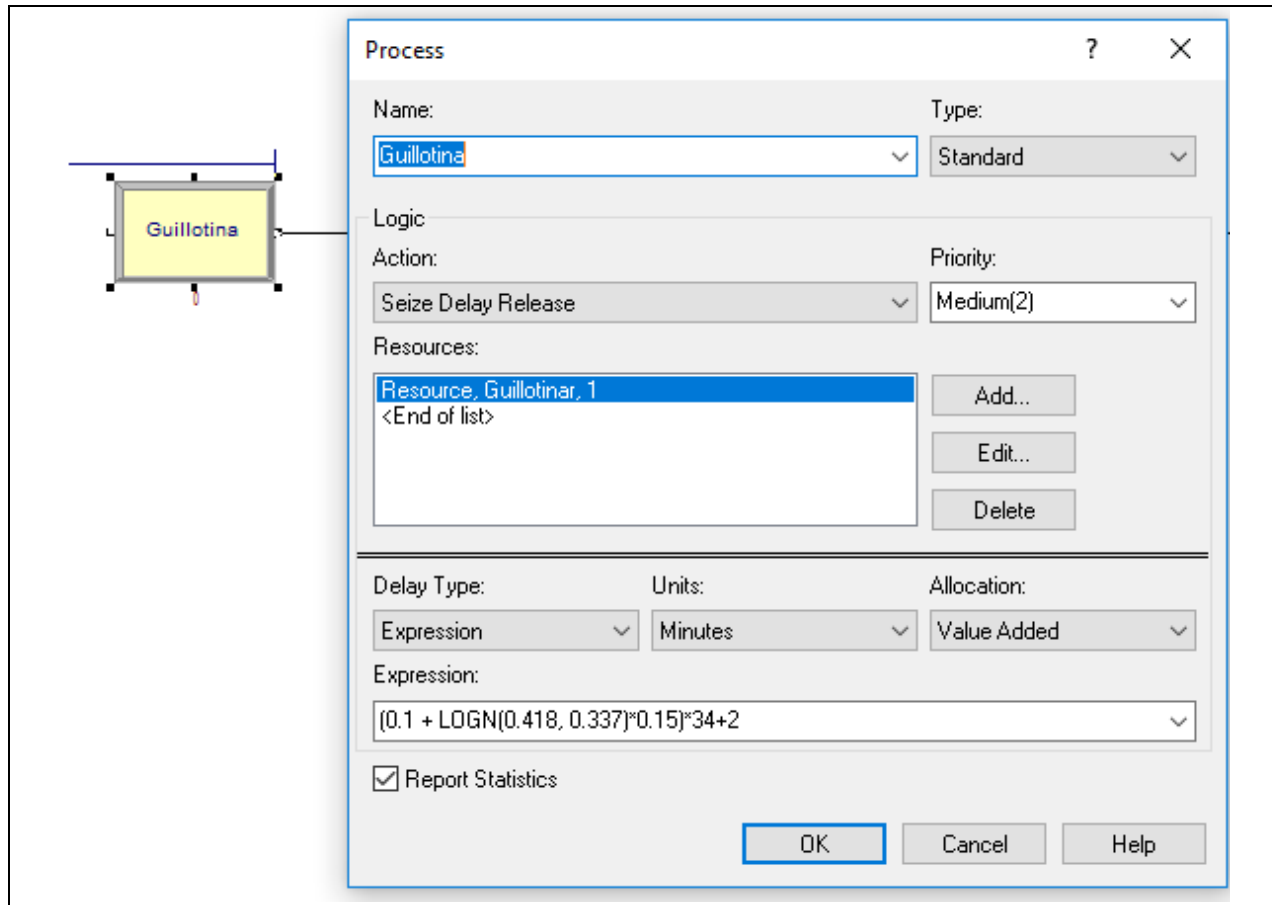 Process ?
Name: Type:
Guillotina Standard
Guillotina
Logic
Action: Priority:
Seize Delay Release Medium(2)
Resources:
Resource, Guillotinar, 1 Add...
<End of list>
Edit...
Delete
Delay Type: Units: Allocation:
Expression Minutes Value Added
Expression:
(0.1 + LOGN(0.418, 0.337)*0.15)*34+2
Report Statistics
OK Cancel Help
0